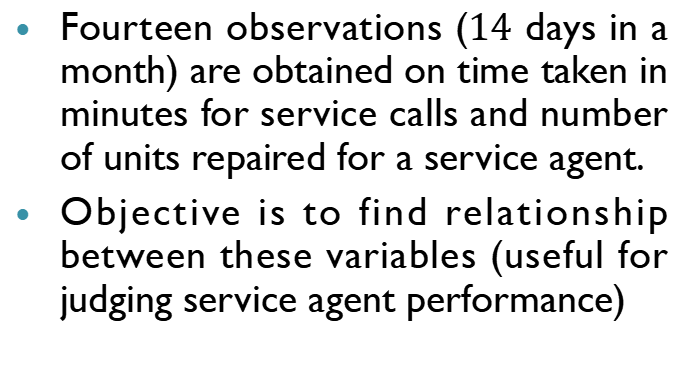 • Fourteen observations (14 days in a
month) are obtained on time taken in
minutes for service calls and number
of units repaired for a service agent.
• Objective is to find relationship
between these variables (useful for
judging service agent performance)